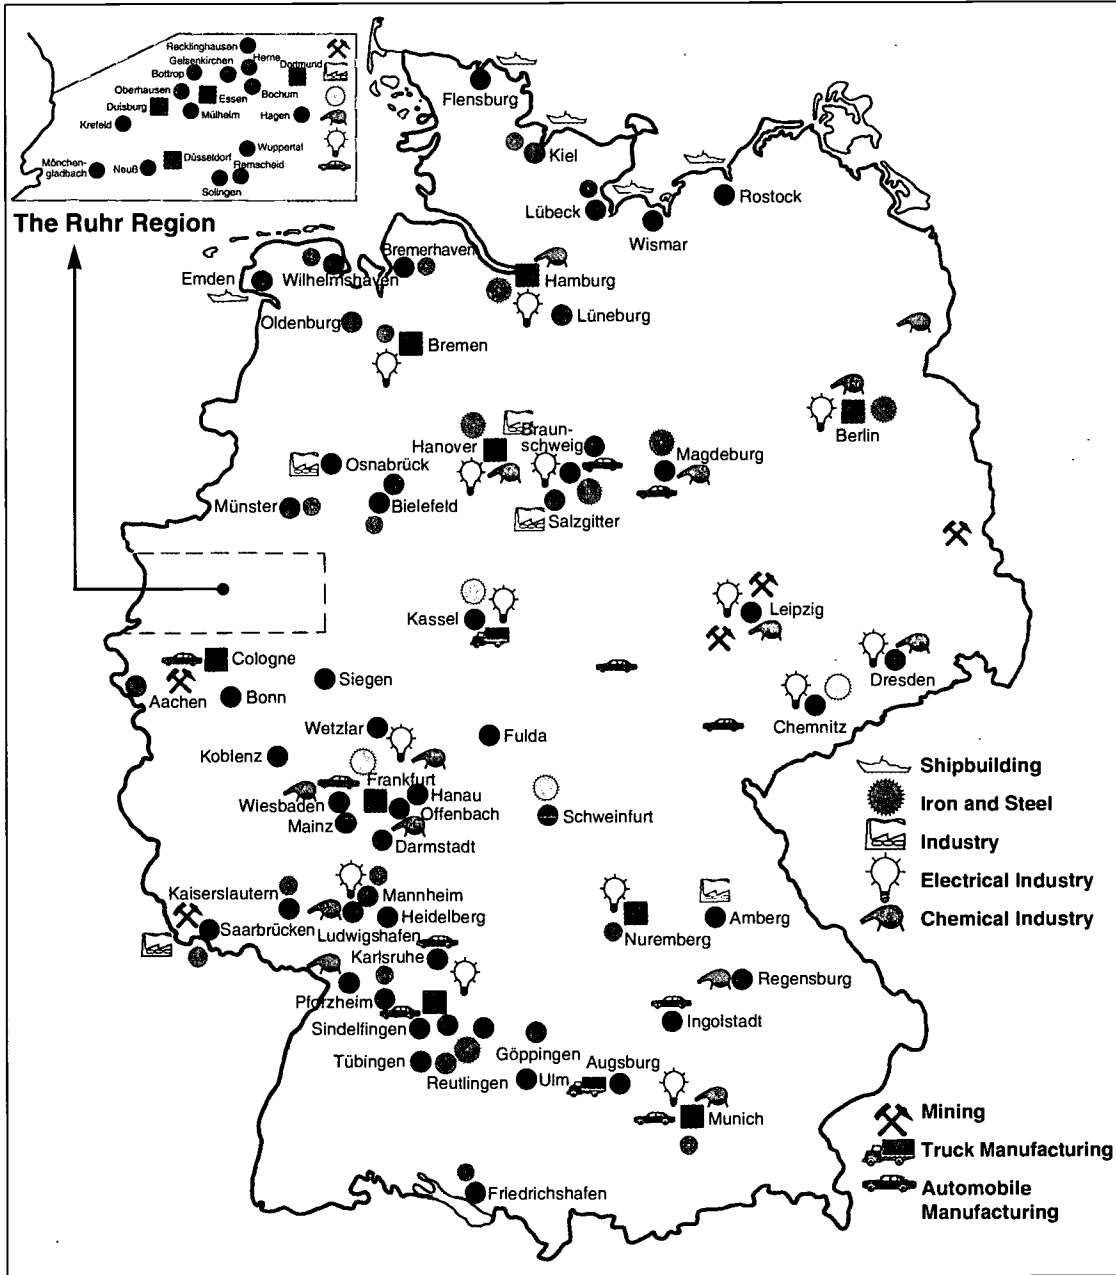 Recklinghausen
Gelsenkirchen
Herne
Dortmund
Bottrop
Oberhausen
Essen
Bochum
Duisburg
Mülheim
Hagen
Krefeld
Wuppertal
Mönchen-
gladbach
Neuß
Düsseldorf
Remscheid
Solingen
The Ruhr Region
Flensburg
Kiel
Lübeck
Rostock
Wismar
Emden
Wilhelmshaven
Bremerhaven
Hamburg
Oldenburg
Lüneburg
Bremen
Berlin
Hanover
Braun-
schweig
Magdeburg
Osnabrück
Münster
Bielefeld
Salzgitter
Kassel
Leipzig
Cologne
Dresden
Aachen
Bonn
Siegen
Chemnitz
Wetzlar
Fulda
Koblenz
Frankfurt
Wiesbaden
Hanau
Mainz
Offenbach
Schweinfurt
Darmstadt
Kaiserslautern
Mannheim
Heidelberg
Saarbrücken
Ludwigshafen
Nuremberg
Amberg
Karlsruhe
Regensburg
Pforzheim
Sindelfingen
Ingolstadt
Tübingen
Göppingen
Reutlingen
Ulm
Augsburg
Munich
Friedrichshafen
Shipbuilding
Iron and Steel
Industry
Electrical Industry
Chemical Industry
Mining
Truck Manufacturing
Automobile
Manufacturing